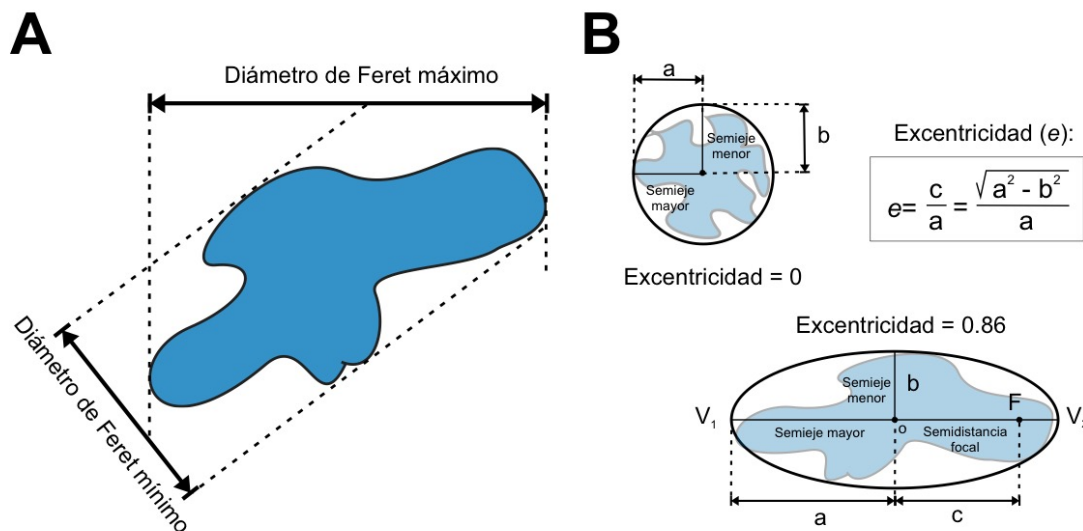 A
Diámetro de Feret máximo
Diámetro de Feret mínimo
B
a
b
Semieje
menor
Semieje
mayor
Excentricidad (e):
e= c/a = √(a² - b²)/a
Excentricidad = 0
Excentricidad = 0.86
Semieje
menor
b
F
V₁
V
o
Semieje mayor
Semidistancia
focal
a
c